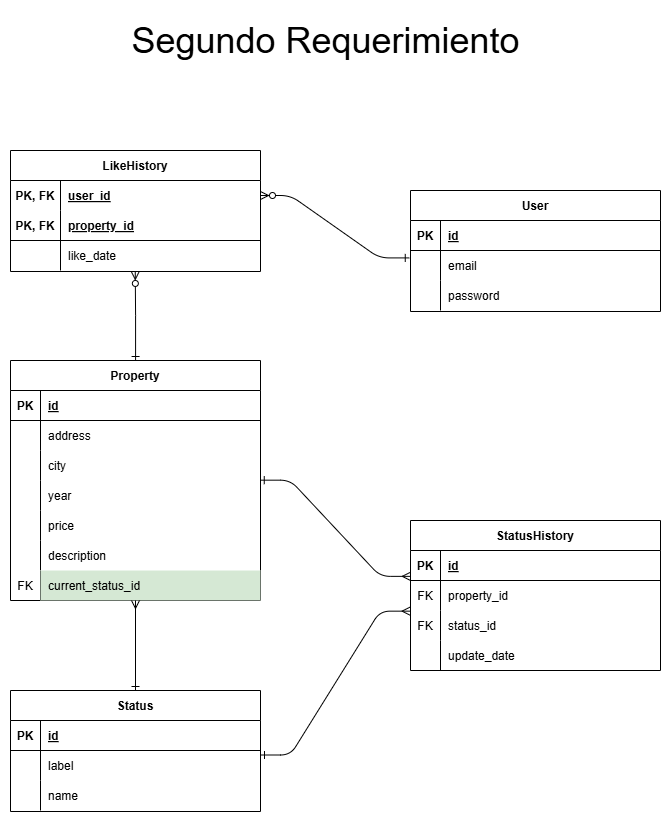 Segundo Requerimiento
LikeHistory
PK, FK user_id
PK, FK property_id
like_date
User
PK id
email
password
Property
PK id
address
city
year
price
description
FK current_status_id
StatusHistory
PK id
FK property_id
FK status_id
update_date
Status
PK id
label
name